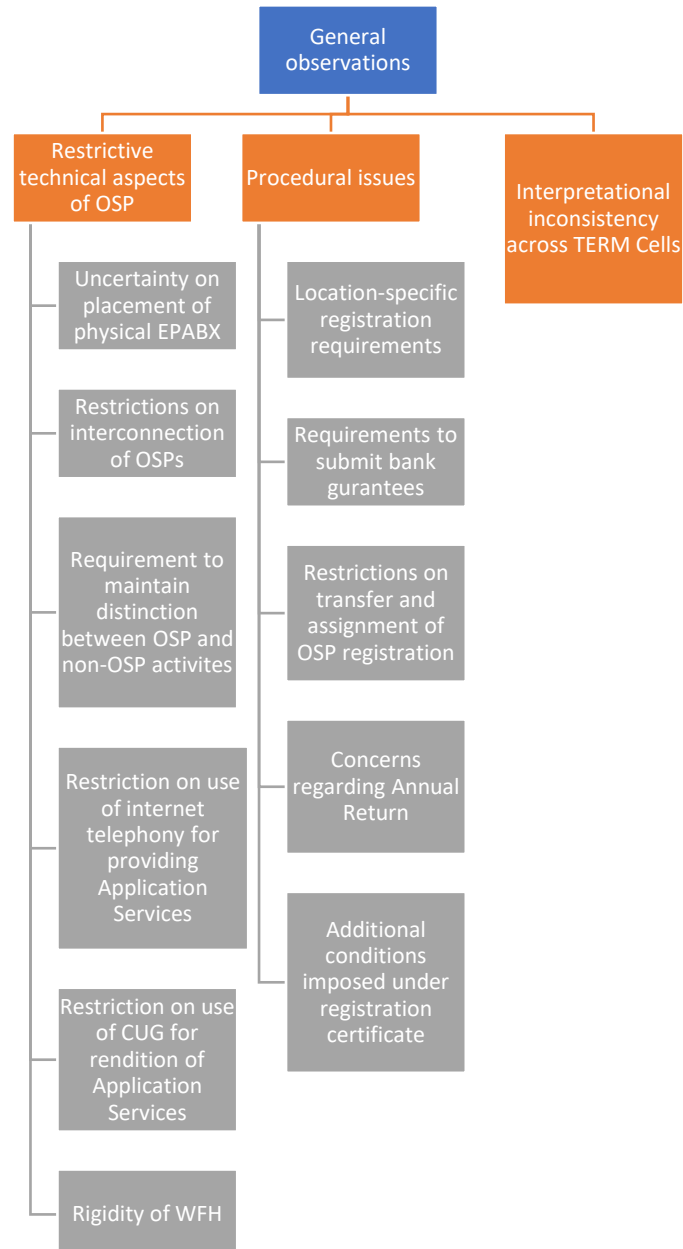 General
observations
Restrictive
technical aspects
of OSP
Uncertainty on
placement of
physical EPABX
Restrictions on
interconnection
of OSPs
Requirement to
maintain
distinction
between OSP and
non-OSP activites
Restriction on use
of internet
telephony for
providing
Application
Services
Restriction on use
of CUG for
rendition of
Application
Services
Rigidity of WFH
Procedural issues
Location-specific
registration
requirements
Requirements to
submit bank
gurantees
Restrictions on
transfer and
assignment of
OSP registration
Concerns
regarding Annual
Return
Additional
conditions
imposed under
registration
certificate
Interpretational
inconsistency
across TERM Cells